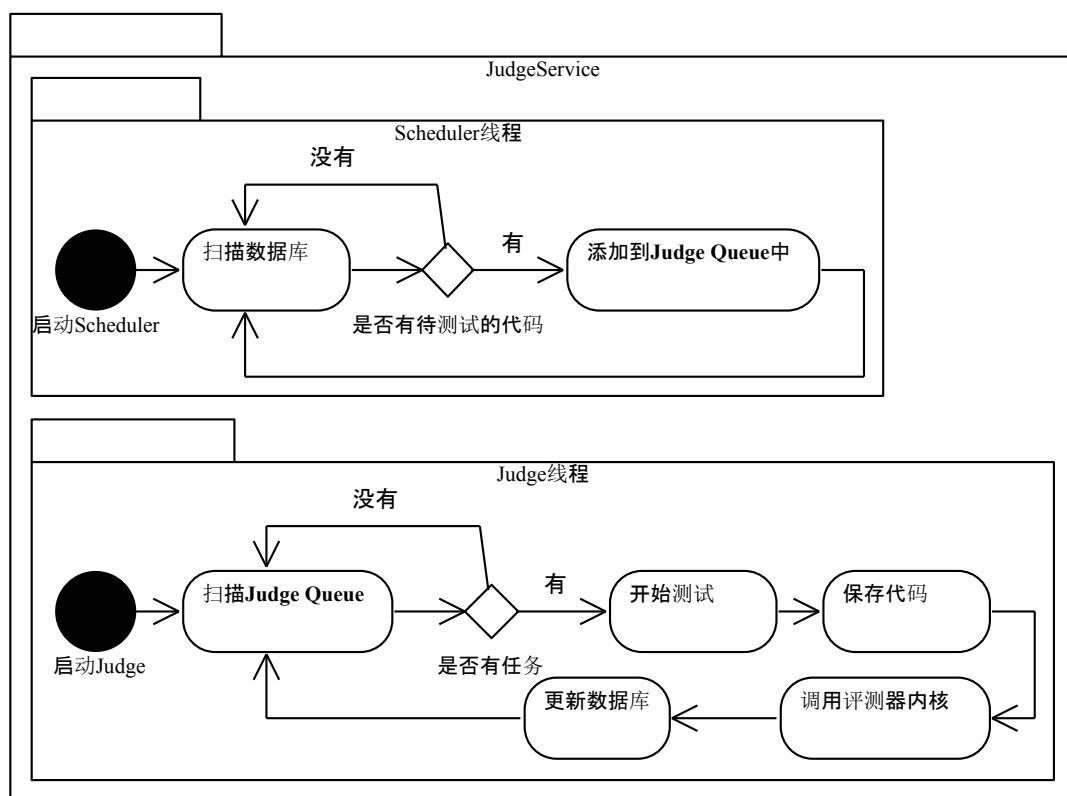 JudgeService
Scheduler线程
没有
扫描数据库
有
添加到Judge Queue中
启动Scheduler
是否有待测试的代码
Judge线程
没有
扫描Judge Queue
有
开始测试
保存代码
启动Judge
是否有任务
更新数据库
调用评测器内核